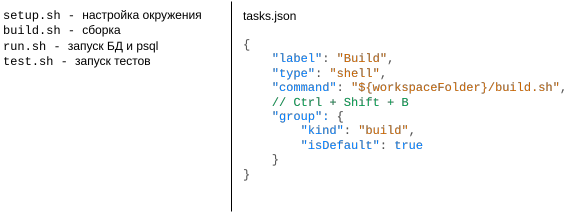 setup.sh - настройка окружения
build.sh - сборка
run.sh - запуск БД и psql
test.sh - запуск тестов
tasks.json
{
    "label": "Build",
    "type": "shell",
    "command": "${workspaceFolder}/build.sh",
    // Ctrl + Shift + B
    "group": {
        "kind": "build",
        "isDefault": true
    }
}